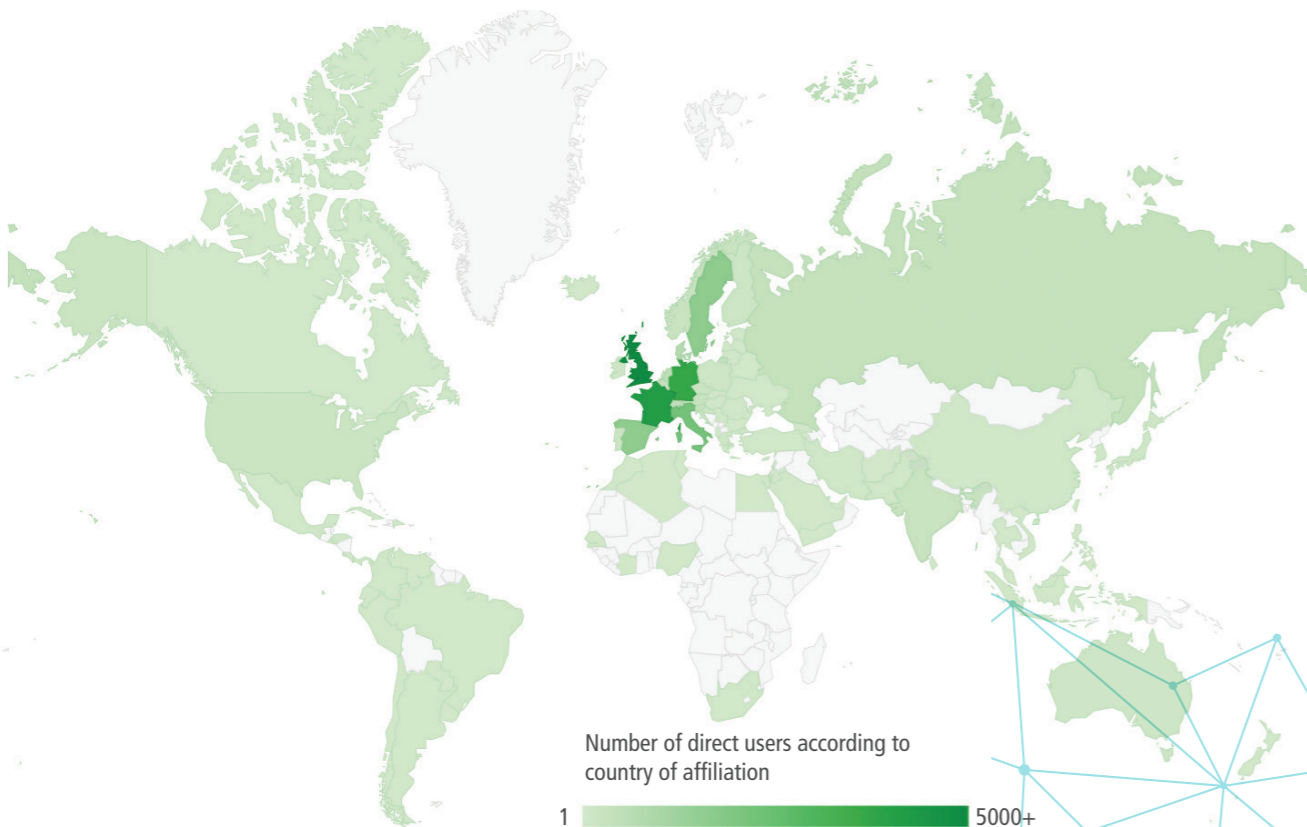 Number of direct users according to
country of affiliation
1 5000+